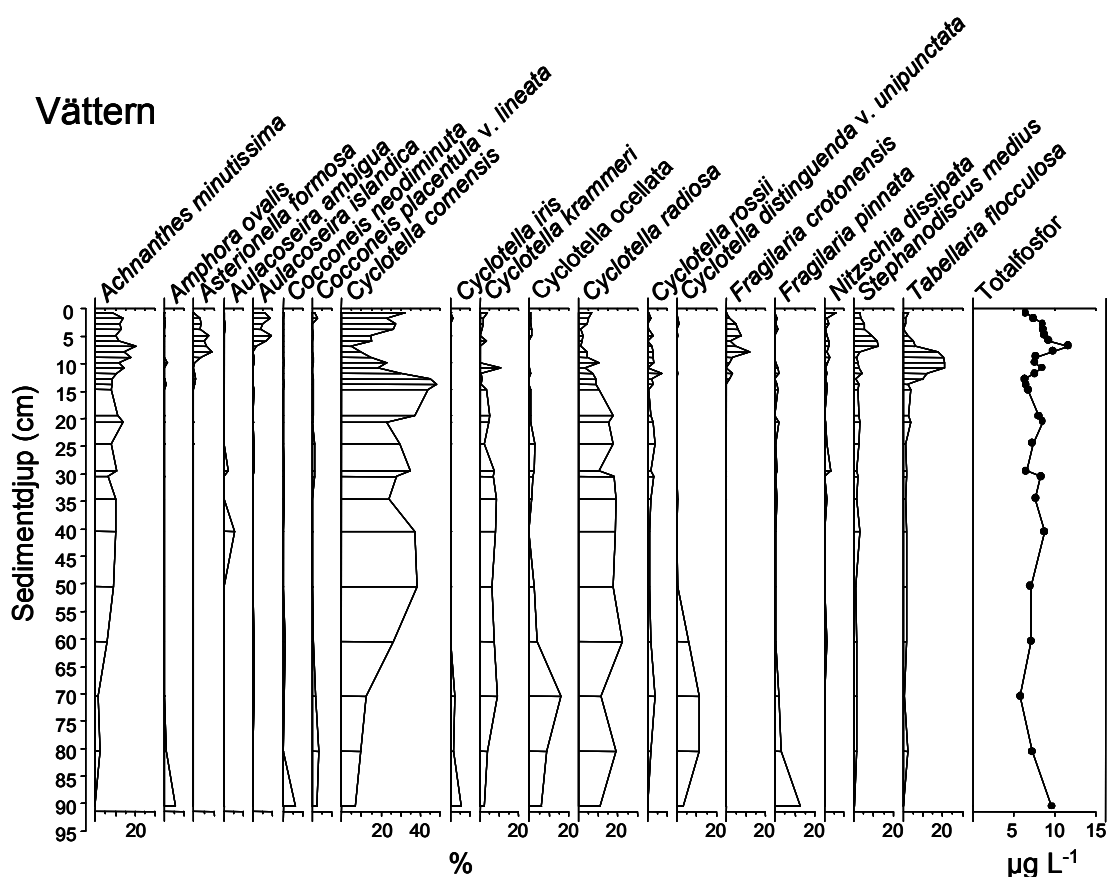 Vättern
Achnanthes minutissima
Amphora ovalis
Asterionella formosa
Aulacoseira ambigua
Aulacoseira islandica
Cocconeis neodiminuta
Cocconeis placentula v. lineata
Cyclotella comensis
Cyclotella iris
Cyclotella krammeri
Cyclotella ocellata
Cyclotella radiosa
Cyclotella rossii
Cyclotella distinguenda v. unipunctata
Fragilaria crotonensis
Fragilaria pinnata
Nitzschia dissipata
Stephanodiscus medius
Tabellaria flocculosa
Totalfosfor
Sedimentdjup (cm)
0
5
10
15
20
25
30
35
40
45
50
55
60
65
70
75
80
85
90
95
20 20 40 20 20 20 20 20 20 5 10 15
% µg L-1